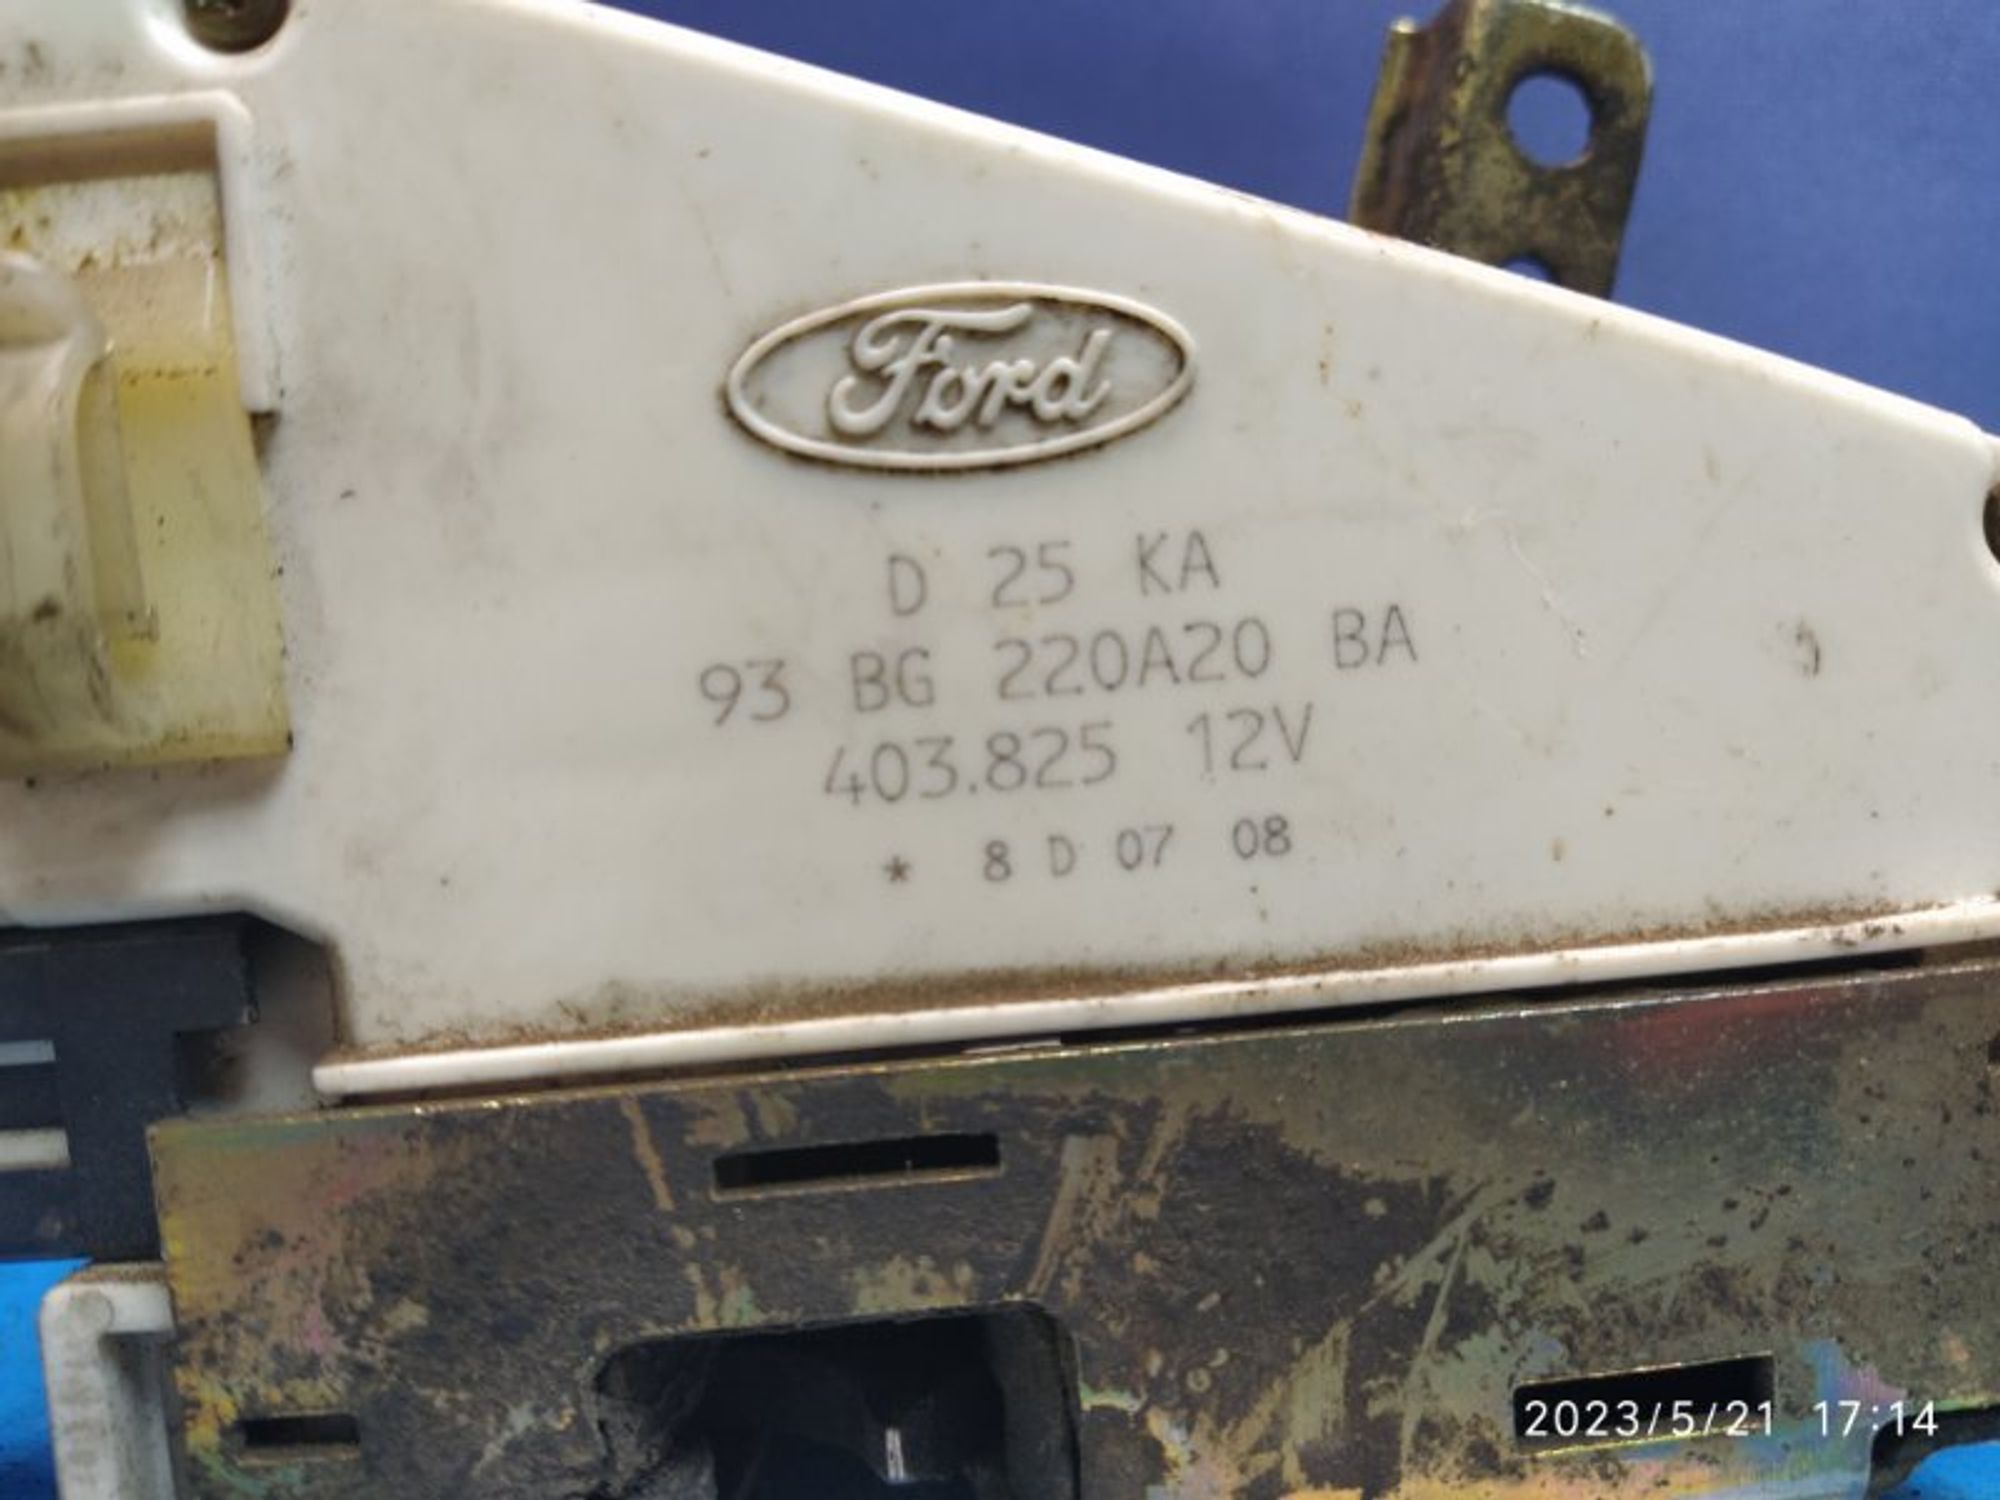 Ford
D 25 KA
93 BG 220A20 BA
403.825 12V
* 8 D 07 08
2023/5/21 17:14